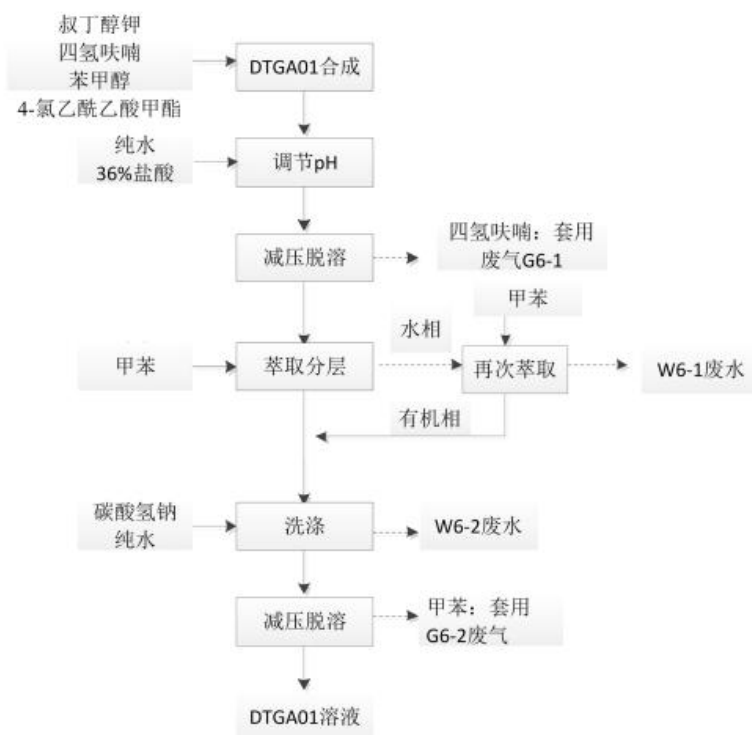 叔丁醇钾
四氢呋喃
苯甲醇
4-氯乙酰乙酸甲酯
DTGA01合成
纯水
36%盐酸
调节pH
减压脱溶
四氢呋喃：套用
废气G6-1
甲苯
水相
甲苯
萃取分层
再次萃取
W6-1废水
有机相
碳酸氢钠
纯水
洗涤
W6-2废水
减压脱溶
甲苯：套用
G6-2废气
DTGA01溶液